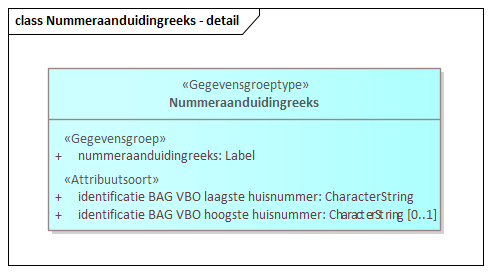 class Nummeraanduidingreeks - detail
«Gegevensgroeptype»
Nummeraanduidingreeks
«Gegevensgroep»
+ nummeraanduidingreeks: Label
«Attribuutsoort»
+ identificatie BAG VBO laagste huisnummer: CharacterString
+ identificatie BAG VBO hoogste huisnummer: CharacterString [0..1]